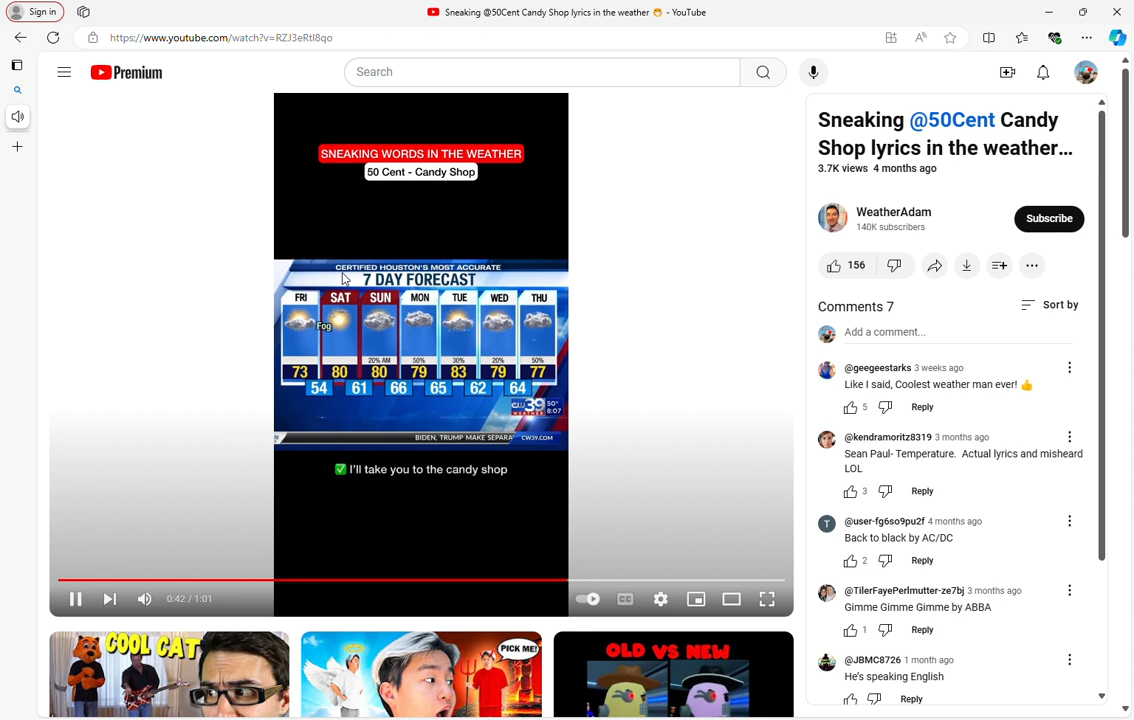 Sign in
Sneaking @50Cent Candy Shop lyrics in the weather 😁 - YouTube
https://www.youtube.com/watch?v=RZJ3eRtl8qo
Premium
Search
SNEAKING WORDS IN THE WEATHER
50 Cent - Candy Shop
CERTIFIED HOUSTON'S MOST ACCURATE
7 DAY FORECAST
FRI SAT SUN MON TUE WED THU
Fog
20% AM 50% 30% 20% 50%
73 80 80 79 83 79 77
54 61 66 65 62 64
CW39 50°
WEATHER 8:07
BIDEN, TRUMP MAKE SEPARA CW39.COM
✅ I'll take you to the candy shop
0:42 / 1:01
CC
COOL CAT
PICK ME!
OLD VS NEW
Sneaking @50Cent Candy
Shop lyrics in the weather...
3.7K views 4 months ago
WeatherAdam
140K subscribers
Subscribe
156
Comments 7
Sort by
Add a comment...
@geegeestarks 3 weeks ago
Like I said, Coolest weather man ever! 👍
5 Reply
@kendramoritz8319 3 months ago
Sean Paul- Temperature. Actual lyrics and misheard
LOL
3 Reply
T
@user-fg6so9pu2f 4 months ago
Back to black by AC/DC
2 Reply
@TilerFayePerlmutter-ze7bj 3 months ago
Gimme Gimme Gimme by ABBA
1 Reply
@JBMC8726 1 month ago
He's speaking English
Reply